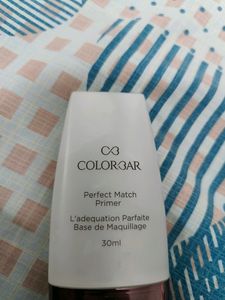 COLORBAR
Perfect Match
Primer
L'adequation Parfaite
Base de Maquillage
30ml